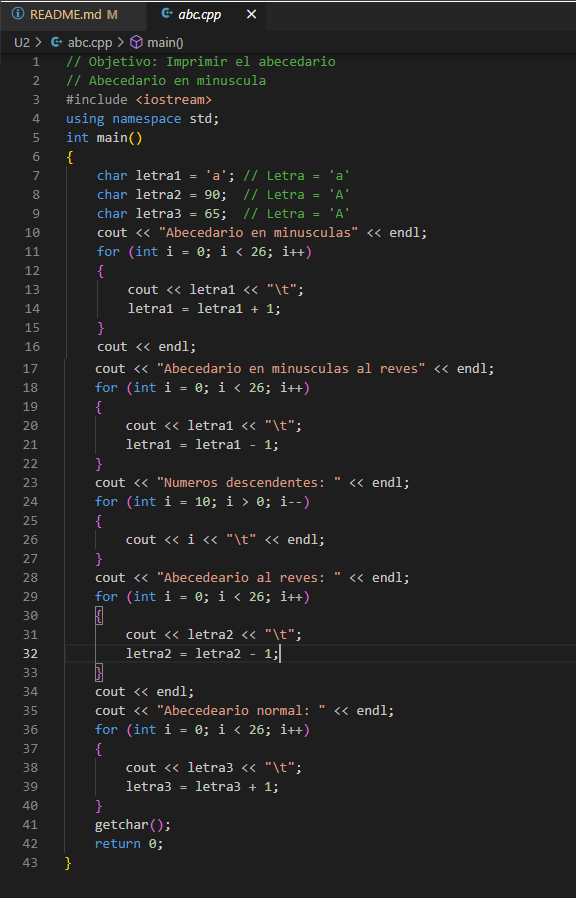 README.md M abc.cpp
U2 > abc.cpp > main()
1 // Objetivo: Imprimir el abecedario
2 // Abecedario en minuscula
3 #include <iostream>
4 using namespace std;
5 int main()
6 {
7 char letra1 = 'a'; // Letra = 'a'
8 char letra2 = 90;  // Letra = 'A'
9 char letra3 = 65;  // Letra = 'A'
10 cout << "Abecedario en minusculas" << endl;
11 for (int i = 0; i < 26; i++)
12 {
13 cout << letra1 << "\t";
14 letra1 = letra1 + 1;
15 }
16 cout << endl;
17 cout << "Abecedario en minusculas al reves" << endl;
18 for (int i = 0; i < 26; i++)
19 {
20 cout << letra1 << "\t";
21 letra1 = letra1 - 1;
22 }
23 cout << "Numeros descendentes: " << endl;
24 for (int i = 10; i > 0; i--)
25 {
26 cout << i << "\t" << endl;
27 }
28 cout << "Abecedeario al reves: " << endl;
29 for (int i = 0; i < 26; i++)
30 {
31 cout << letra2 << "\t";
32 letra2 = letra2 - 1;
33 }
34 cout << endl;
35 cout << "Abecedeario normal: " << endl;
36 for (int i = 0; i < 26; i++)
37 {
38 cout << letra3 << "\t";
39 letra3 = letra3 + 1;
40 }
41 getchar();
42 return 0;
43 }